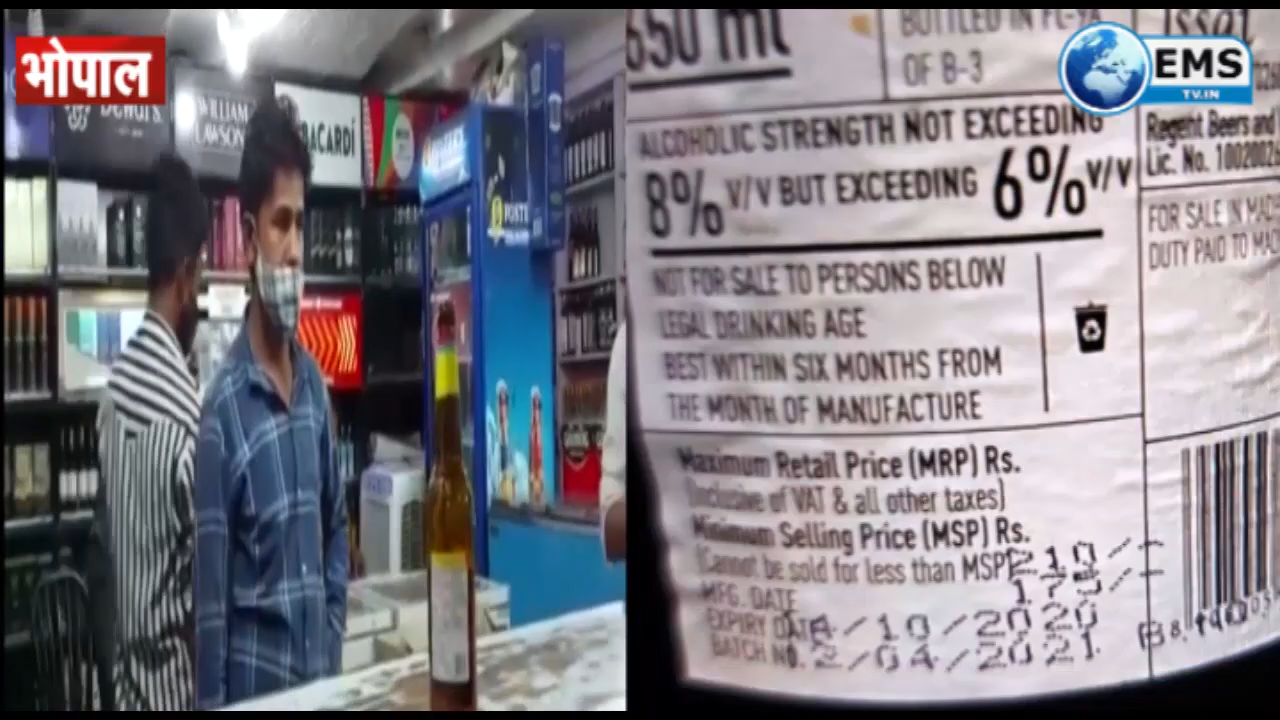 भोपाल
DEWAR'S
WILLIAM
LAWSON'S
BACARDI
EMS
TV.IN
650 ml
BOTTLED IN FL-9A
OF B-3
ALCOHOLIC STRENGTH NOT EXCEEDING
8% V/V BUT EXCEEDING 6% V/V
NOT FOR SALE TO PERSONS BELOW
LEGAL DRINKING AGE
BEST WITHIN SIX MONTHS FROM
THE MONTH OF MANUFACTURE
Maximum Retail Price (MRP) Rs.
(Inclusive of VAT & all other taxes)
Minimum Selling Price (MSP) Rs.
(Cannot be sold for less than MSP)
210/-
175/-
MFG. DATE
EXPIRY DATE
BATCH NO.
/10/2020
2/04/2021
Regent Beers and
Lic. No.
FOR SALE IN
DUTY PAID TO